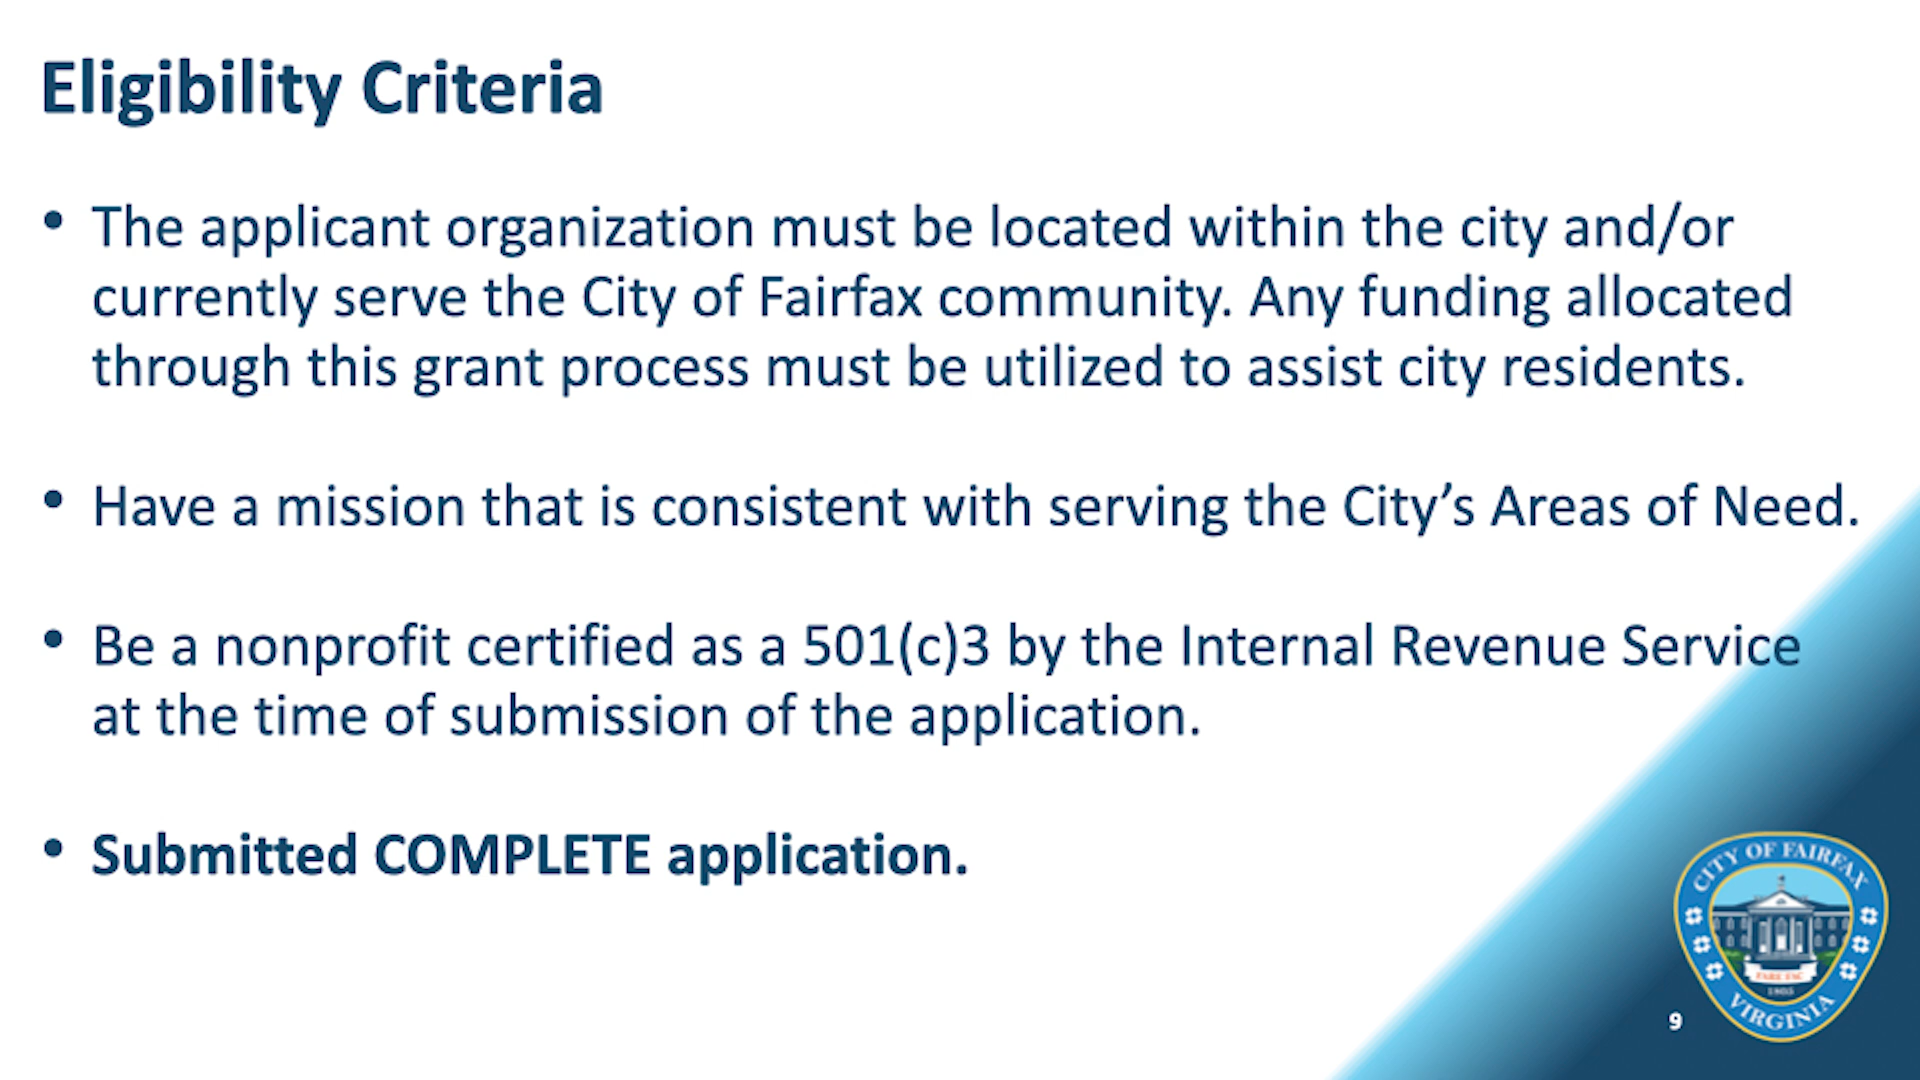 Eligibility Criteria
• The applicant organization must be located within the city and/or
currently serve the City of Fairfax community. Any funding allocated
through this grant process must be utilized to assist city residents.
• Have a mission that is consistent with serving the City’s Areas of Need.
• Be a nonprofit certified as a 501(c)3 by the Internal Revenue Service
at the time of submission of the application.
• Submitted COMPLETE application.
CITY OF FAIRFAX
FARE FAC
1805
VIRGINIA
9